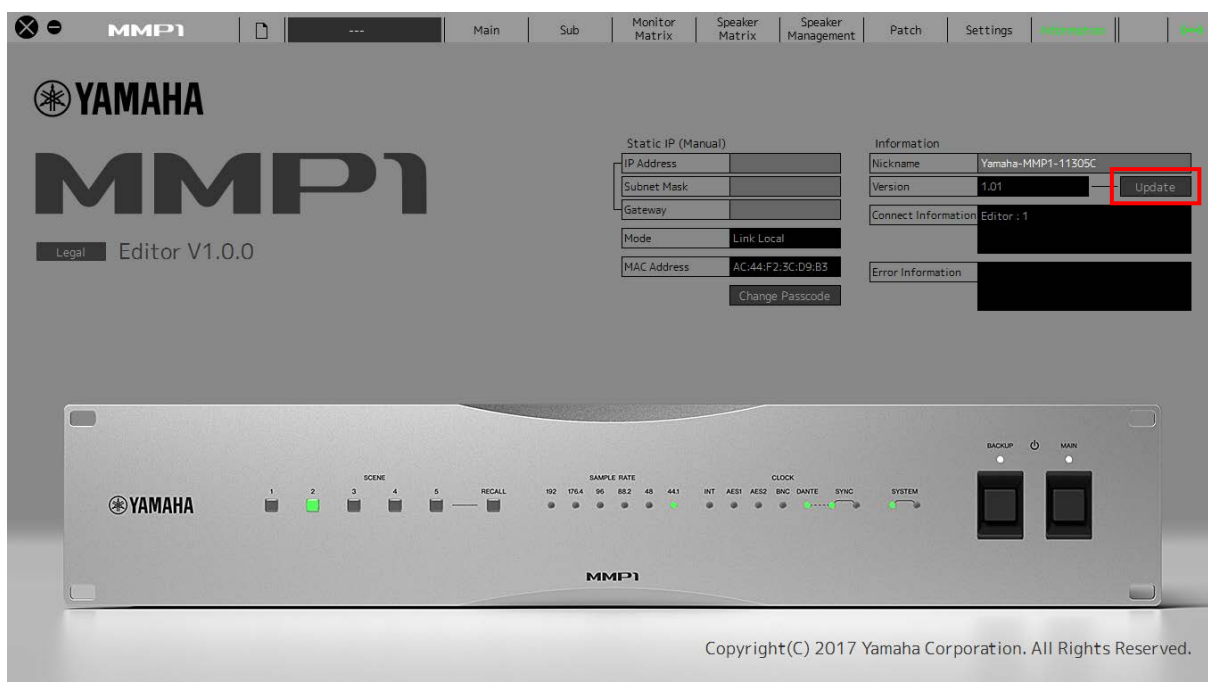 MMP1 --- Main Sub Monitor Matrix Speaker Matrix Speaker Management Patch Settings Information
YAMAHA
MMP1
Legal Editor V1.0.0
Static IP (Manual)
IP Address
Subnet Mask
Gateway
Mode Link Local
MAC Address AC:44:F2:3C:D9:B3
Change Passcode
Information
Nickname Yamaha-MMP1-11305C
Version 1.01 Update
Connect Information Editor : 1
Error Information
BACKUP MAIN
SCENE
1 2 3 4 5 RECALL
SAMPLE RATE
192 176.4 96 88.2 48 44.1
CLOCK
INT AES1 AES2 BNC DANTE SYNC
SYSTEM
YAMAHA
MMP1
Copyright(C) 2017 Yamaha Corporation. All Rights Reserved.